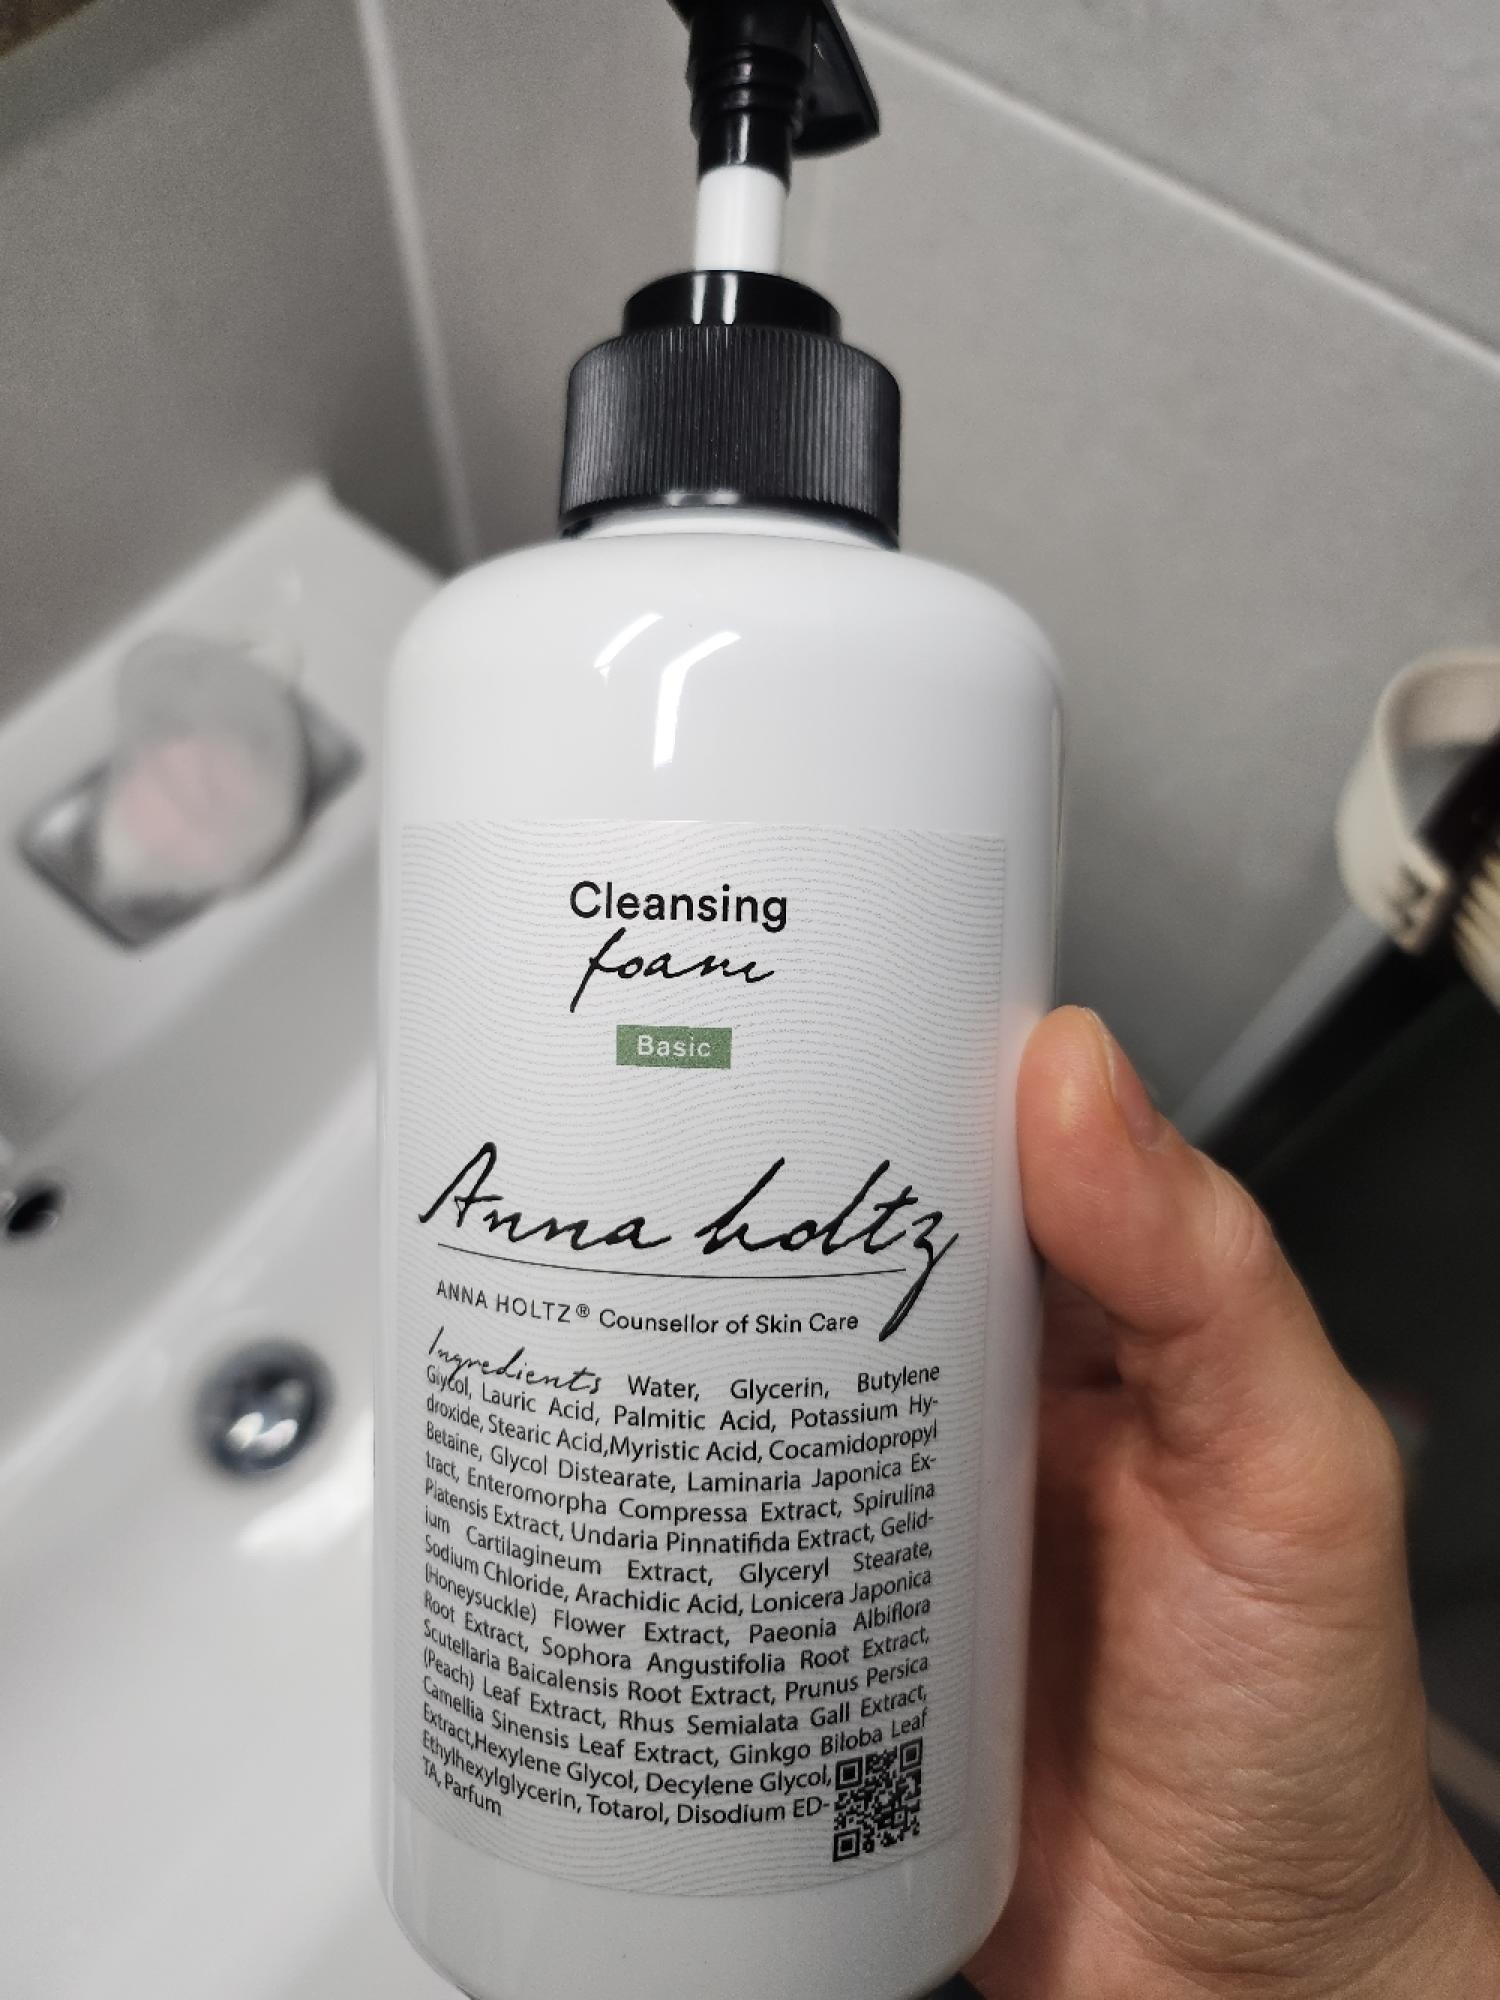 Cleansing
foam
Basic
Anna holtz
ANNA HOLTZ® Counsellor of Skin Care
Ingredients Water, Glycerin, Butylene
Glycol, Lauric Acid, Palmitic Acid, Potassium Hy-
droxide, Stearic Acid,Myristic Acid, Cocamidopropyl
Betaine, Glycol Distearate, Laminaria Japonica Ex-
tract, Enteromorpha Compressa Extract, Spirulina
Platensis Extract, Undaria Pinnatifida Extract, Gelid-
ium Cartilagineum Extract, Glyceryl Stearate,
Sodium Chloride, Arachidic Acid, Lonicera Japonica
(Honeysuckle) Flower Extract, Paeonia Albiflora
Root Extract, Sophora Angustifolia Root Extract,
Scutellaria Baicalensis Root Extract, Prunus Persica
(Peach) Leaf Extract, Rhus Semialata Gall Extract,
Camellia Sinensis Leaf Extract, Ginkgo Biloba Leaf
Extract,Hexylene Glycol, Decylene Glycol,
Ethylhexylglycerin, Totarol, Disodium ED-
TA, Parfum